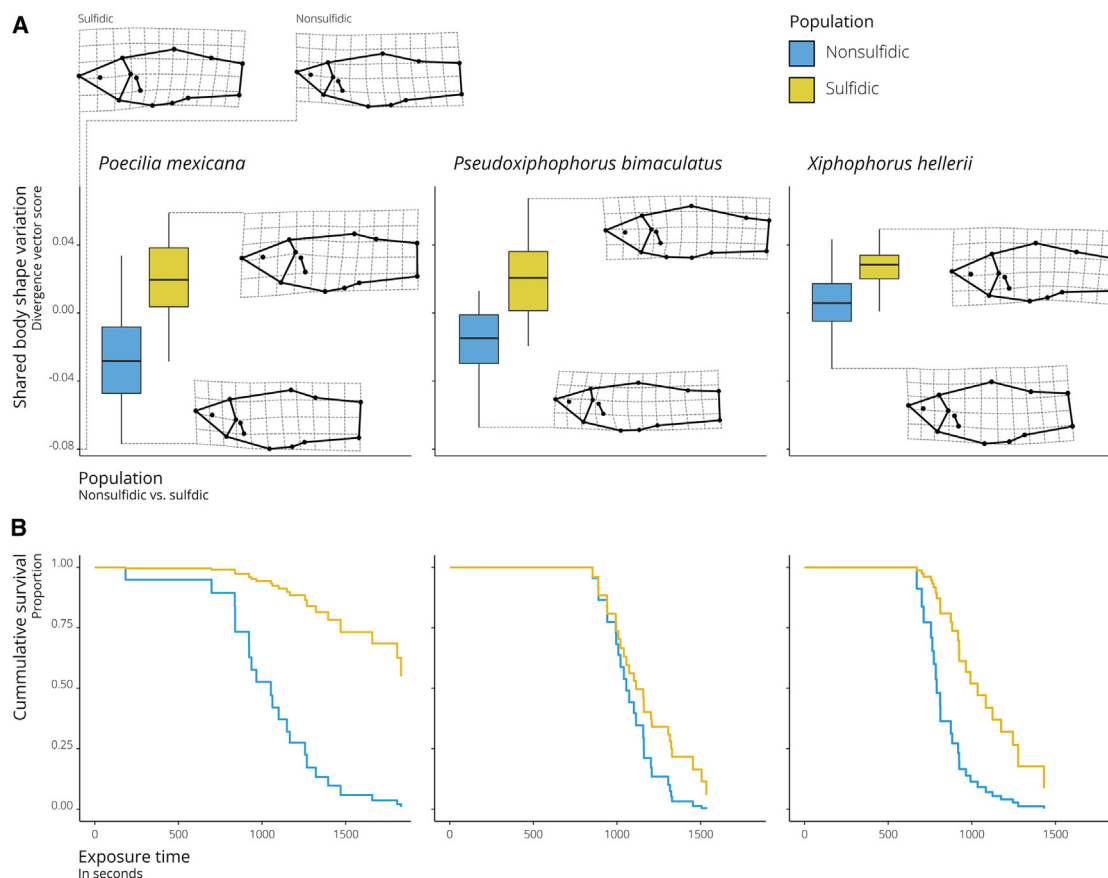 A
Sulfidic
Nonsulfidic
Population
Nonsulfidic
Sulfidic
Poecilia mexicana
Pseudoxiphophorus bimaculatus
Xiphophorus hellerii
Shared body shape variation
Divergence vector score
0.04
0.00
-0.04
-0.08
Population
Nonsulfidic vs. sulfdic
B
Cummulative survival
Proportion
1.00
0.75
0.50
0.25
0.00
0 500 1000 1500
0 500 1000 1500
0 500 1000 1500
Exposure time
In seconds